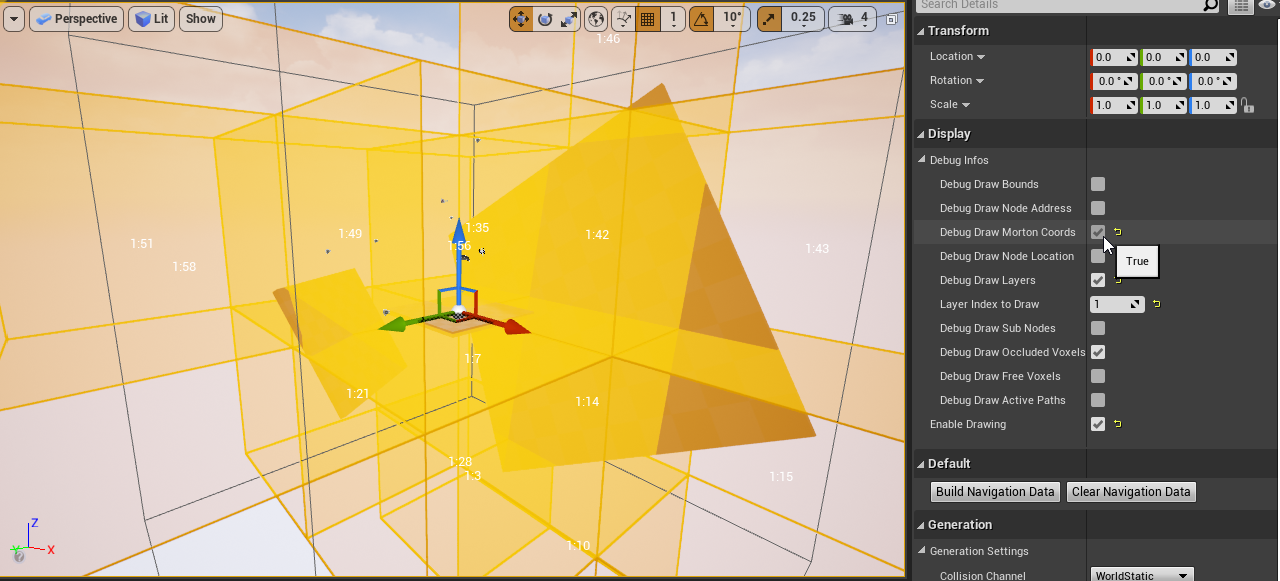 Perspective Lit Show 1 10° 0.25 4
1:46
1:35
1:49
1:42
1:51
1:56
1:43
1:58
1:7
1:21
1:14
1:28
1:3
1:15
1:10
Z
Y X
?
Search Details
Transform
Location 0.0 0.0 0.0
Rotation 0.0 ° 0.0 ° 0.0 °
Scale 1.0 1.0 1.0
Display
Debug Infos
Debug Draw Bounds
Debug Draw Node Address
Debug Draw Morton Coords
Debug Draw Node Location
True
Debug Draw Layers
Layer Index to Draw 1
Debug Draw Sub Nodes
Debug Draw Occluded Voxels
Debug Draw Free Voxels
Debug Draw Active Paths
Enable Drawing
Default
Build Navigation Data Clear Navigation Data
Generation
Generation Settings
Collision Channel WorldStatic